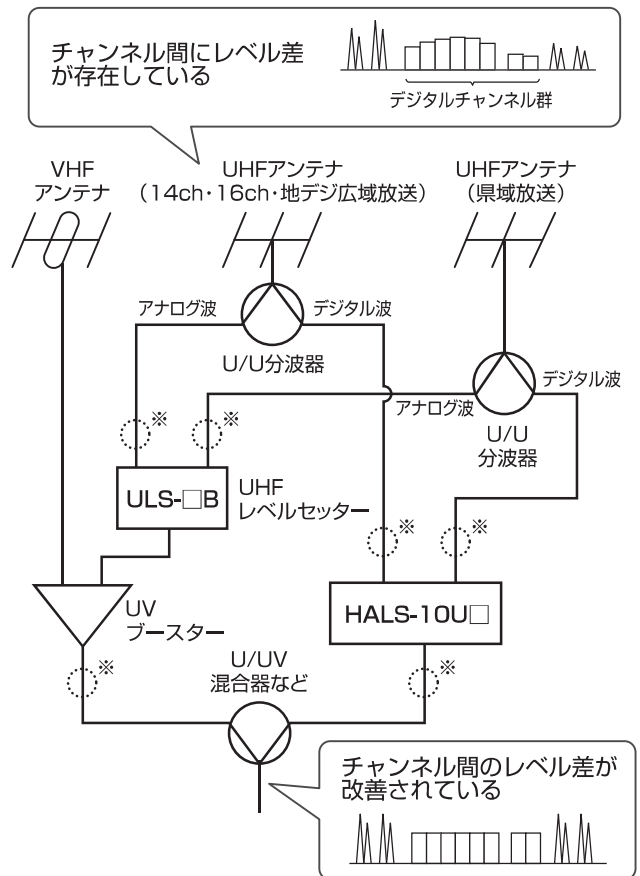 チャンネル間にレベル差
が存在している
デジタルチャンネル群
VHF
アンテナ
UHFアンテナ
(14ch・16ch・地デジ広域放送)
UHFアンテナ
(県域放送)
アナログ波
デジタル波
U/U分波器
デジタル波
アナログ波
U/U
分波器
※
※
ULS-□B
UHF
レベルセッター
※
※
UV
ブースター
HALS-10U□
※
U/UV
混合器など
※
チャンネル間のレベル差が
改善されている